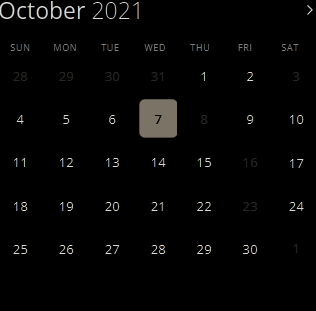 October 2021
SUN MON TUE WED THU FRI SAT
28 29 30 31 1 2 3
4 5 6 7 8 9 10
11 12 13 14 15 16 17
18 19 20 21 22 23 24
25 26 27 28 29 30 1